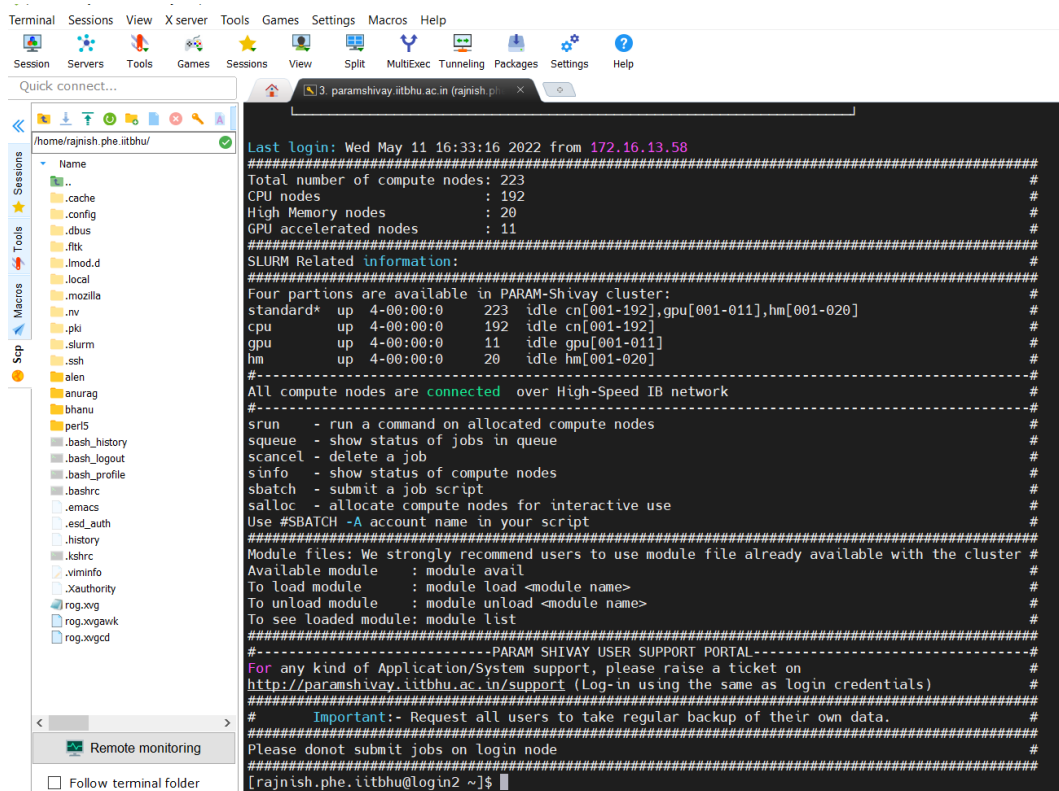 Terminal Sessions View X server Tools Games Settings Macros Help
Session Servers Tools Games Sessions View Split MultiExec Tunneling Packages Settings Help
Quick connect...
3. paramshivay.iitbhu.ac.in (rajnish.ph
/home/rajnish.phe.iitbhu/
Sessions
Tools
Macros
Scp
Name
..
.cache
.config
.dbus
.fltk
.lmod.d
.local
.mozilla
.nv
.pki
.slurm
.ssh
alen
anurag
bhanu
perl5
.bash_history
.bash_logout
.bash_profile
.bashrc
.emacs
.esd_auth
.history
.kshrc
.viminfo
.Xauthority
rog.xvg
rog.xvgawk
rog.xvgcd
Remote monitoring
Follow terminal folder
Last login: Wed May 11 16:33:16 2022 from 172.16.13.58
####################################################################################
Total number of compute nodes: 223 #
CPU nodes : 192 #
High Memory nodes : 20 #
GPU accelerated nodes : 11 #
####################################################################################
SLURM Related information: #
####################################################################################
Four partions are available in PARAM-Shivay cluster: #
standard* up 4-00:00:0 223 idle cn[001-192],gpu[001-011],hm[001-020] #
cpu up 4-00:00:0 192 idle cn[001-192] #
gpu up 4-00:00:0 11 idle gpu[001-011] #
hm up 4-00:00:0 20 idle hm[001-020] #
#----------------------------------------------------------------------------------#
All compute nodes are connected over High-Speed IB network #
#----------------------------------------------------------------------------------#
srun - run a command on allocated compute nodes #
squeue - show status of jobs in queue #
scancel - delete a job #
sinfo - show status of compute nodes #
sbatch - submit a job script #
salloc - allocate compute nodes for interactive use #
Use #SBATCH -A account name in your script #
####################################################################################
Module files: We strongly recommend users to use module file already available with the cluster #
Available module : module avail #
To load module : module load <module name> #
To unload module : module unload <module name> #
To see loaded module: module list #
####################################################################################
#--------------------------PARAM SHIVAY USER SUPPORT PORTAL-----------------------------#
For any kind of Application/System support, please raise a ticket on #
http://paramshivay.iitbhu.ac.in/support (Log-in using the same as login credentials) #
####################################################################################
# Important:- Request all users to take regular backup of their own data. #
####################################################################################
Please donot submit jobs on login node #
####################################################################################
[rajnish.phe.iitbhu@login2 ~]$